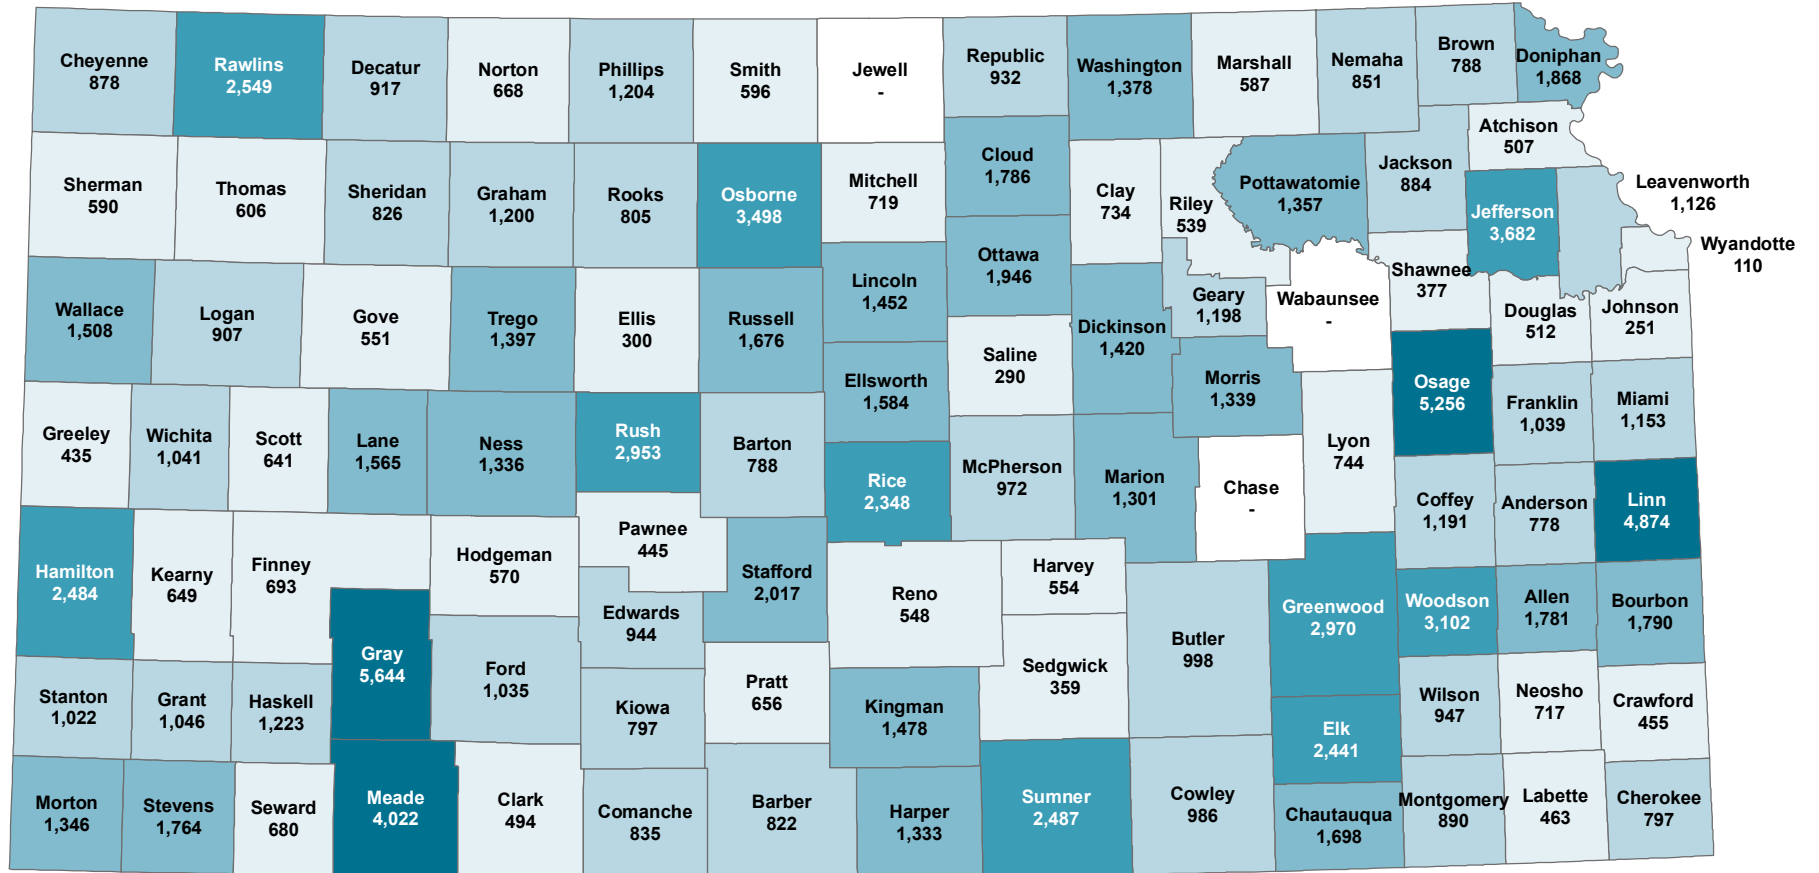 Cheyenne
878
Rawlins
2,549
Decatur
917
Norton
668
Phillips
1,204
Smith
596
Jewell
-
Republic
932
Washington
1,378
Marshall
587
Nemaha
851
Brown
788
Doniphan
1,868
Atchison
507
Sherman
590
Thomas
606
Sheridan
826
Graham
1,200
Rooks
805
Osborne
3,498
Mitchell
719
Cloud
1,786
Clay
734
Riley
539
Pottawatomie
1,357
Jackson
884
Jefferson
3,682
Leavenworth
1,126
Wyandotte
110
Wallace
1,508
Logan
907
Gove
551
Trego
1,397
Ellis
300
Russell
1,676
Lincoln
1,452
Ottawa
1,946
Dickinson
1,420
Geary
1,198
Wabaunsee
-
Shawnee
377
Douglas
512
Johnson
251
Saline
290
Ellsworth
1,584
Morris
1,339
Osage
5,256
Franklin
1,039
Miami
1,153
Greeley
435
Wichita
1,041
Scott
641
Lane
1,565
Ness
1,336
Rush
2,953
Barton
788
Rice
2,348
McPherson
972
Marion
1,301
Chase
-
Lyon
744
Coffey
1,191
Anderson
778
Linn
4,874
Hamilton
2,484
Kearny
649
Finney
693
Hodgeman
570
Pawnee
445
Stafford
2,017
Edwards
944
Reno
548
Harvey
554
Butler
998
Greenwood
2,970
Woodson
3,102
Allen
1,781
Bourbon
1,790
Gray
5,644
Ford
1,035
Kiowa
797
Pratt
656
Kingman
1,478
Sedgwick
359
Elk
2,441
Wilson
947
Neosho
717
Crawford
455
Stanton
1,022
Grant
1,046
Haskell
1,223
Morton
1,346
Stevens
1,764
Seward
680
Meade
4,022
Clark
494
Comanche
835
Barber
822
Harper
1,333
Sumner
2,487
Cowley
986
Chautauqua
1,698
Montgomery
890
Labette
463
Cherokee
797